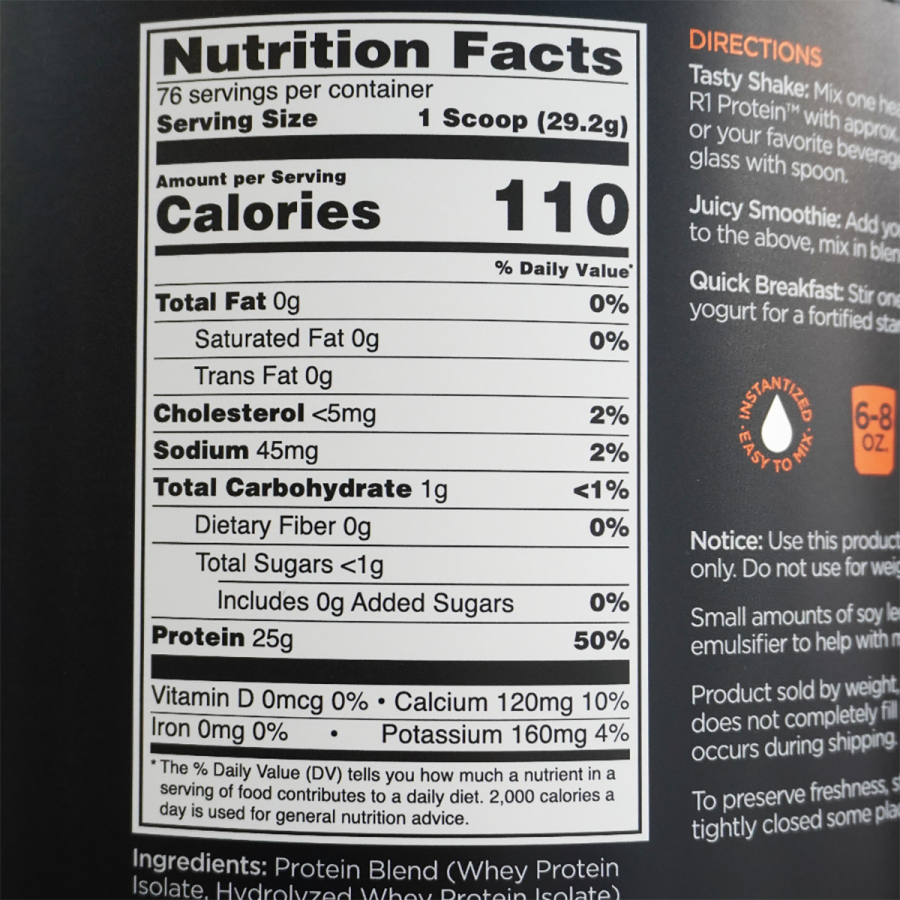 Nutrition Facts
76 servings per container
Serving Size 1 Scoop (29.2g)
Amount per Serving
Calories 110
% Daily Value*
Total Fat 0g 0%
Saturated Fat 0g 0%
Trans Fat 0g
Cholesterol <5mg 2%
Sodium 45mg 2%
Total Carbohydrate 1g <1%
Dietary Fiber 0g 0%
Total Sugars <1g
Includes 0g Added Sugars 0%
Protein 25g 50%
Vitamin D 0mcg 0% • Calcium 120mg 10%
Iron 0mg 0% • Potassium 160mg 4%
* The % Daily Value (DV) tells you how much a nutrient in a
serving of food contributes to a daily diet. 2,000 calories a
day is used for general nutrition advice.
Ingredients: Protein Blend (Whey Protein
Isolate, Hydrolyzed Whey Protein Isolate)
DIRECTIONS
Tasty Shake: Mix one
R1 Protein™ with approx.
or your favorite
glass with spoon.
Juicy Smoothie: Add
to the above, mix in
Quick Breakfast: Stir one
yogurt for a fortified
INSTANTIZED
• EASY TO MIX •
6-8
OZ.
Notice: Use this product
only. Do not use for
Small amounts of soy
emulsifier to help with
Product sold by weight,
does not completely fill
occurs during shipping.
To preserve freshness,
tightly closed some